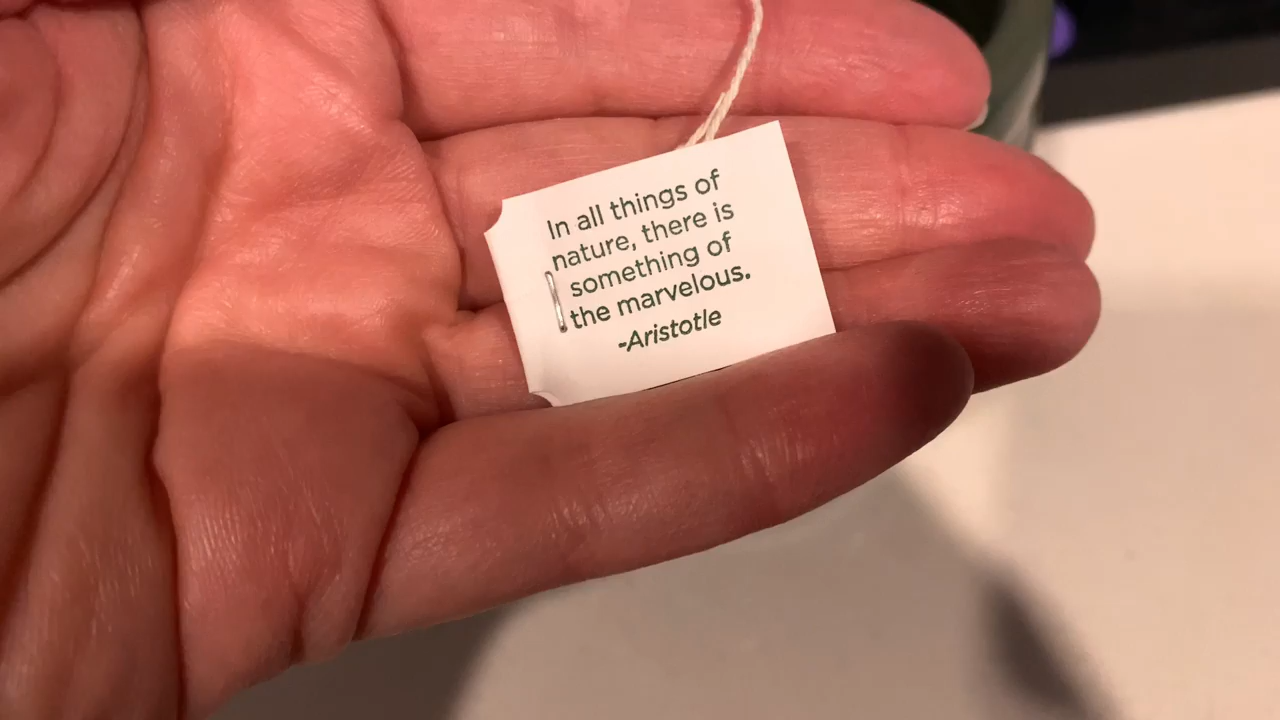 In all things of
nature, there is
something of
the marvelous.
-Aristotle